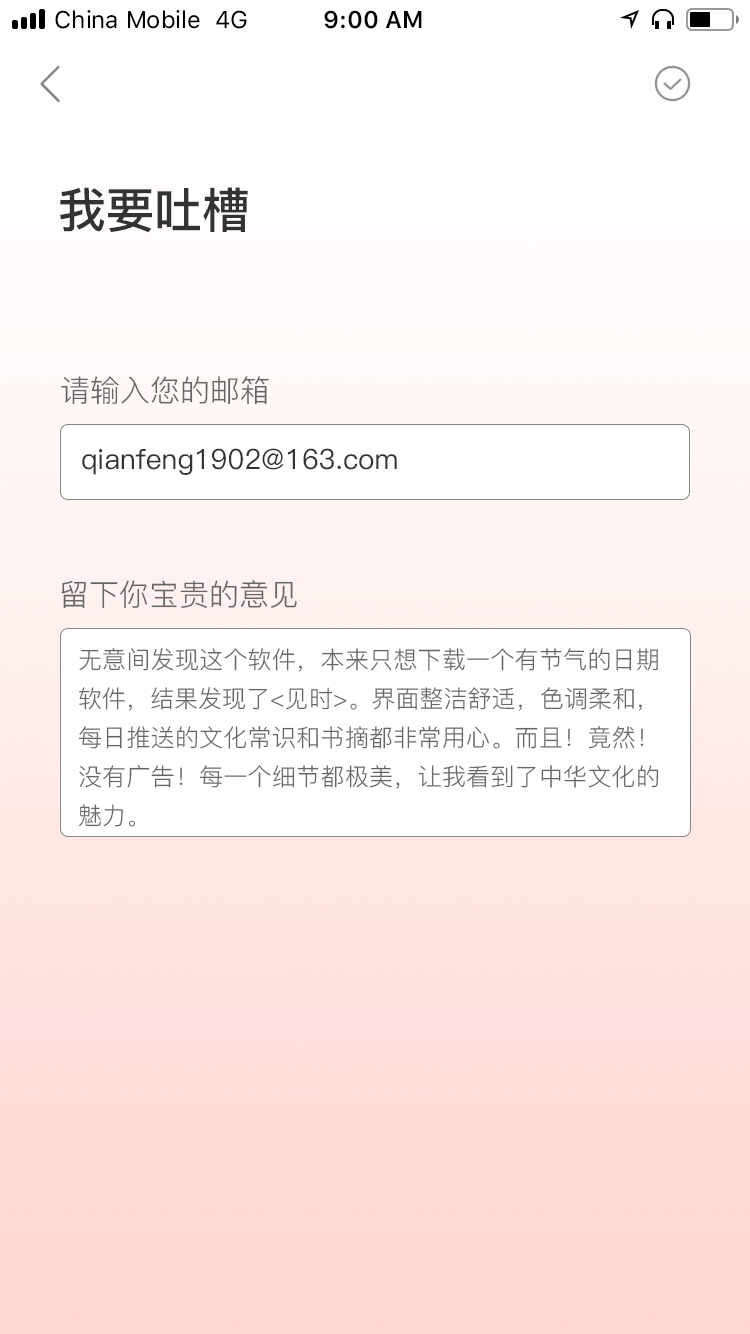 China Mobile 4G 9:00 AM
我要吐槽
请输入您的邮箱
qianfeng1902@163.com
留下你宝贵的意见
无意间发现这个软件，本来只想下载一个有节气的日期
软件，结果发现了<见时>。界面整洁舒适，色调柔和，
每日推送的文化常识和书摘都非常用心。而且！竟然！
没有广告！每一个细节都极美，让我看到了中华文化的
魅力。